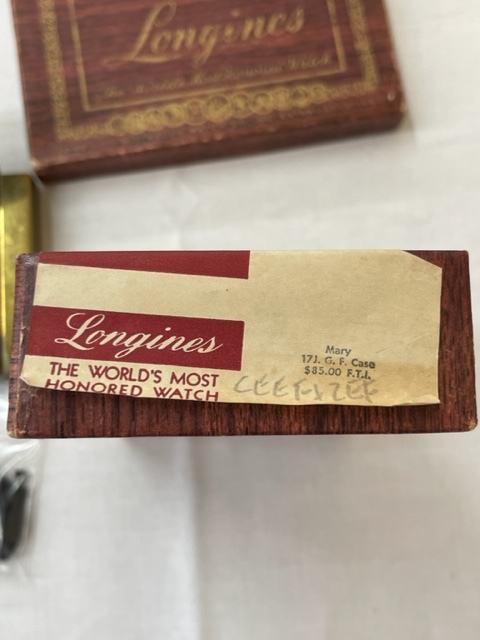 Longines
The World's Most Honored Watch
Longines
THE WORLD'S MOST
HONORED WATCH
Mary
17J. G. F. Case
$85.00 F.T.I.